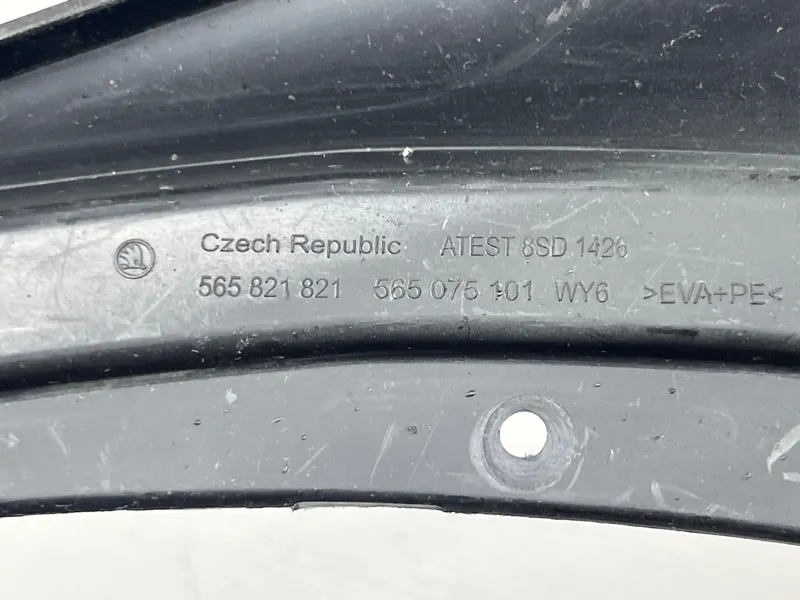 Czech Republic ATEST 8SD 1426
565 821 821 565 075 101 WY6 >EVA+PE<